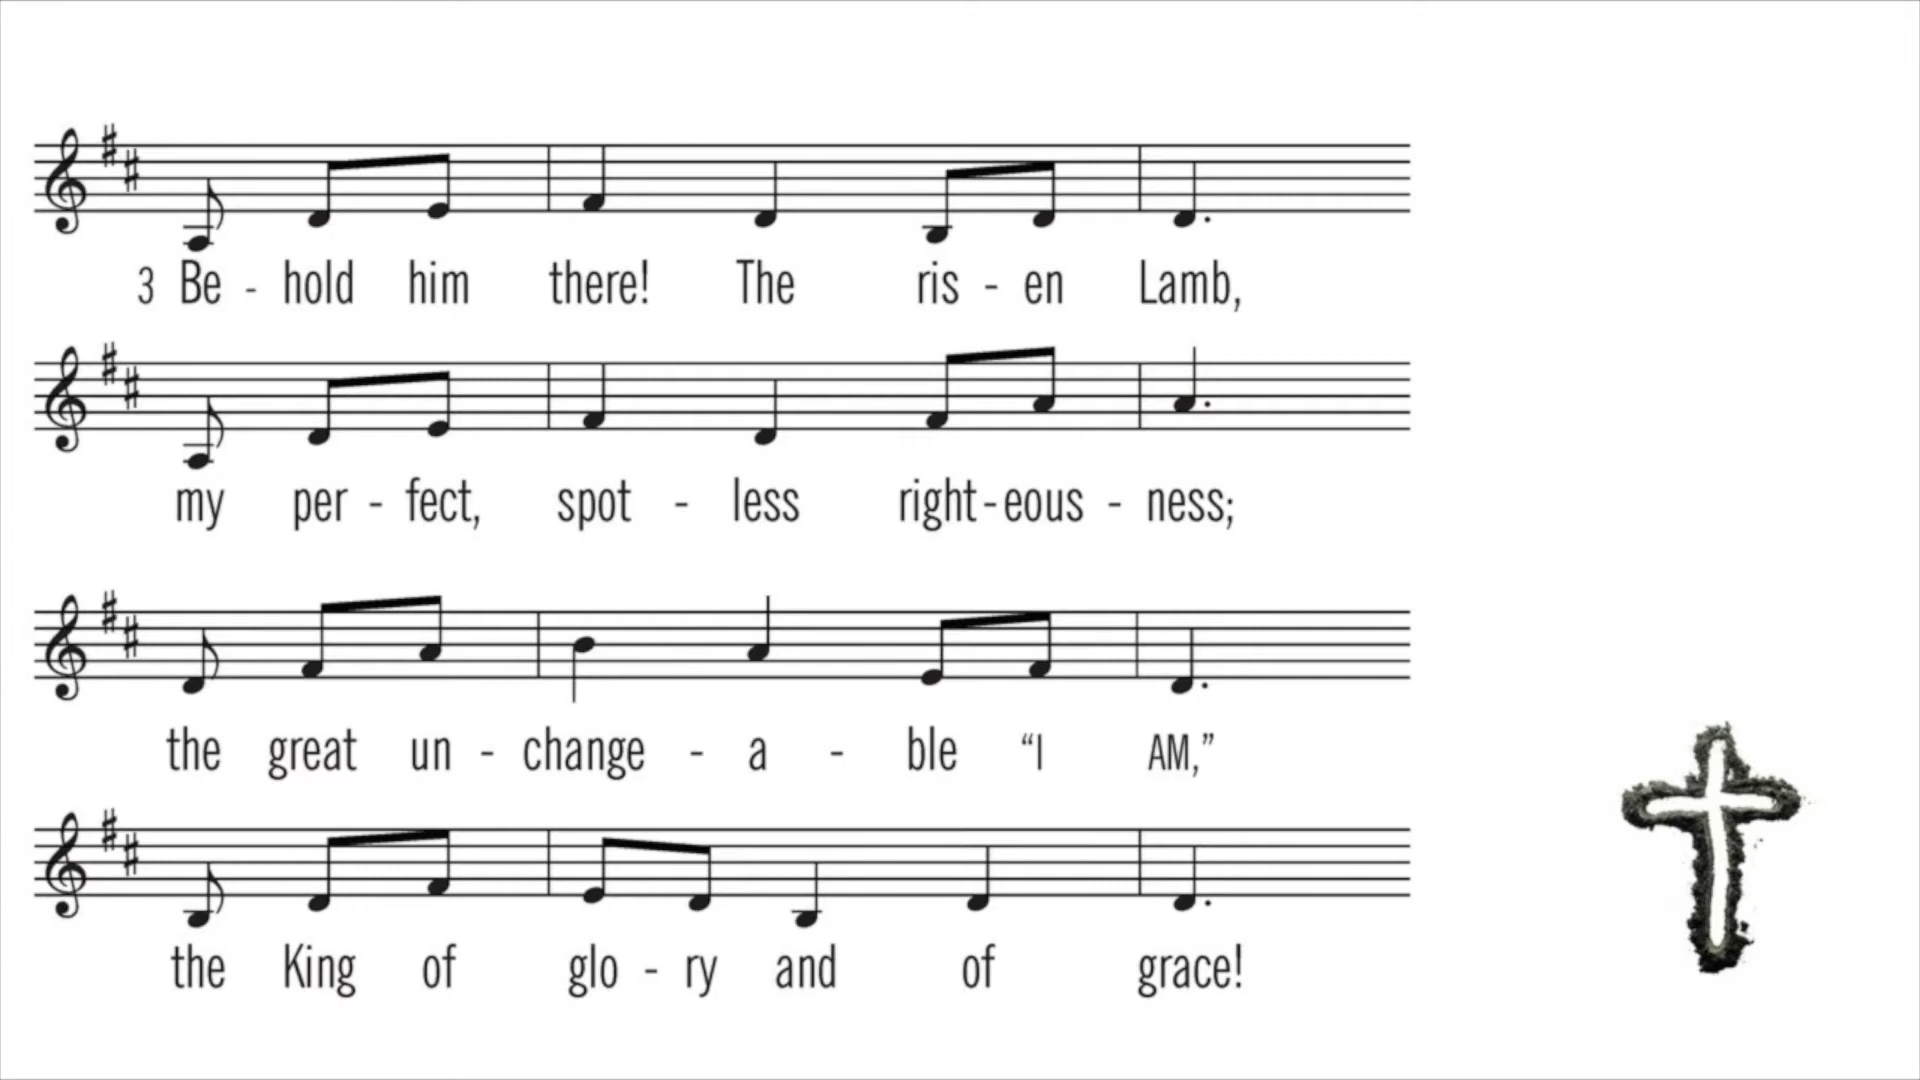 3 Be - hold him there! The ris - en Lamb,
my per - fect, spot - less right - eous - ness;
the great un - change - a - ble “I AM,”
the King of glo - ry and of grace!